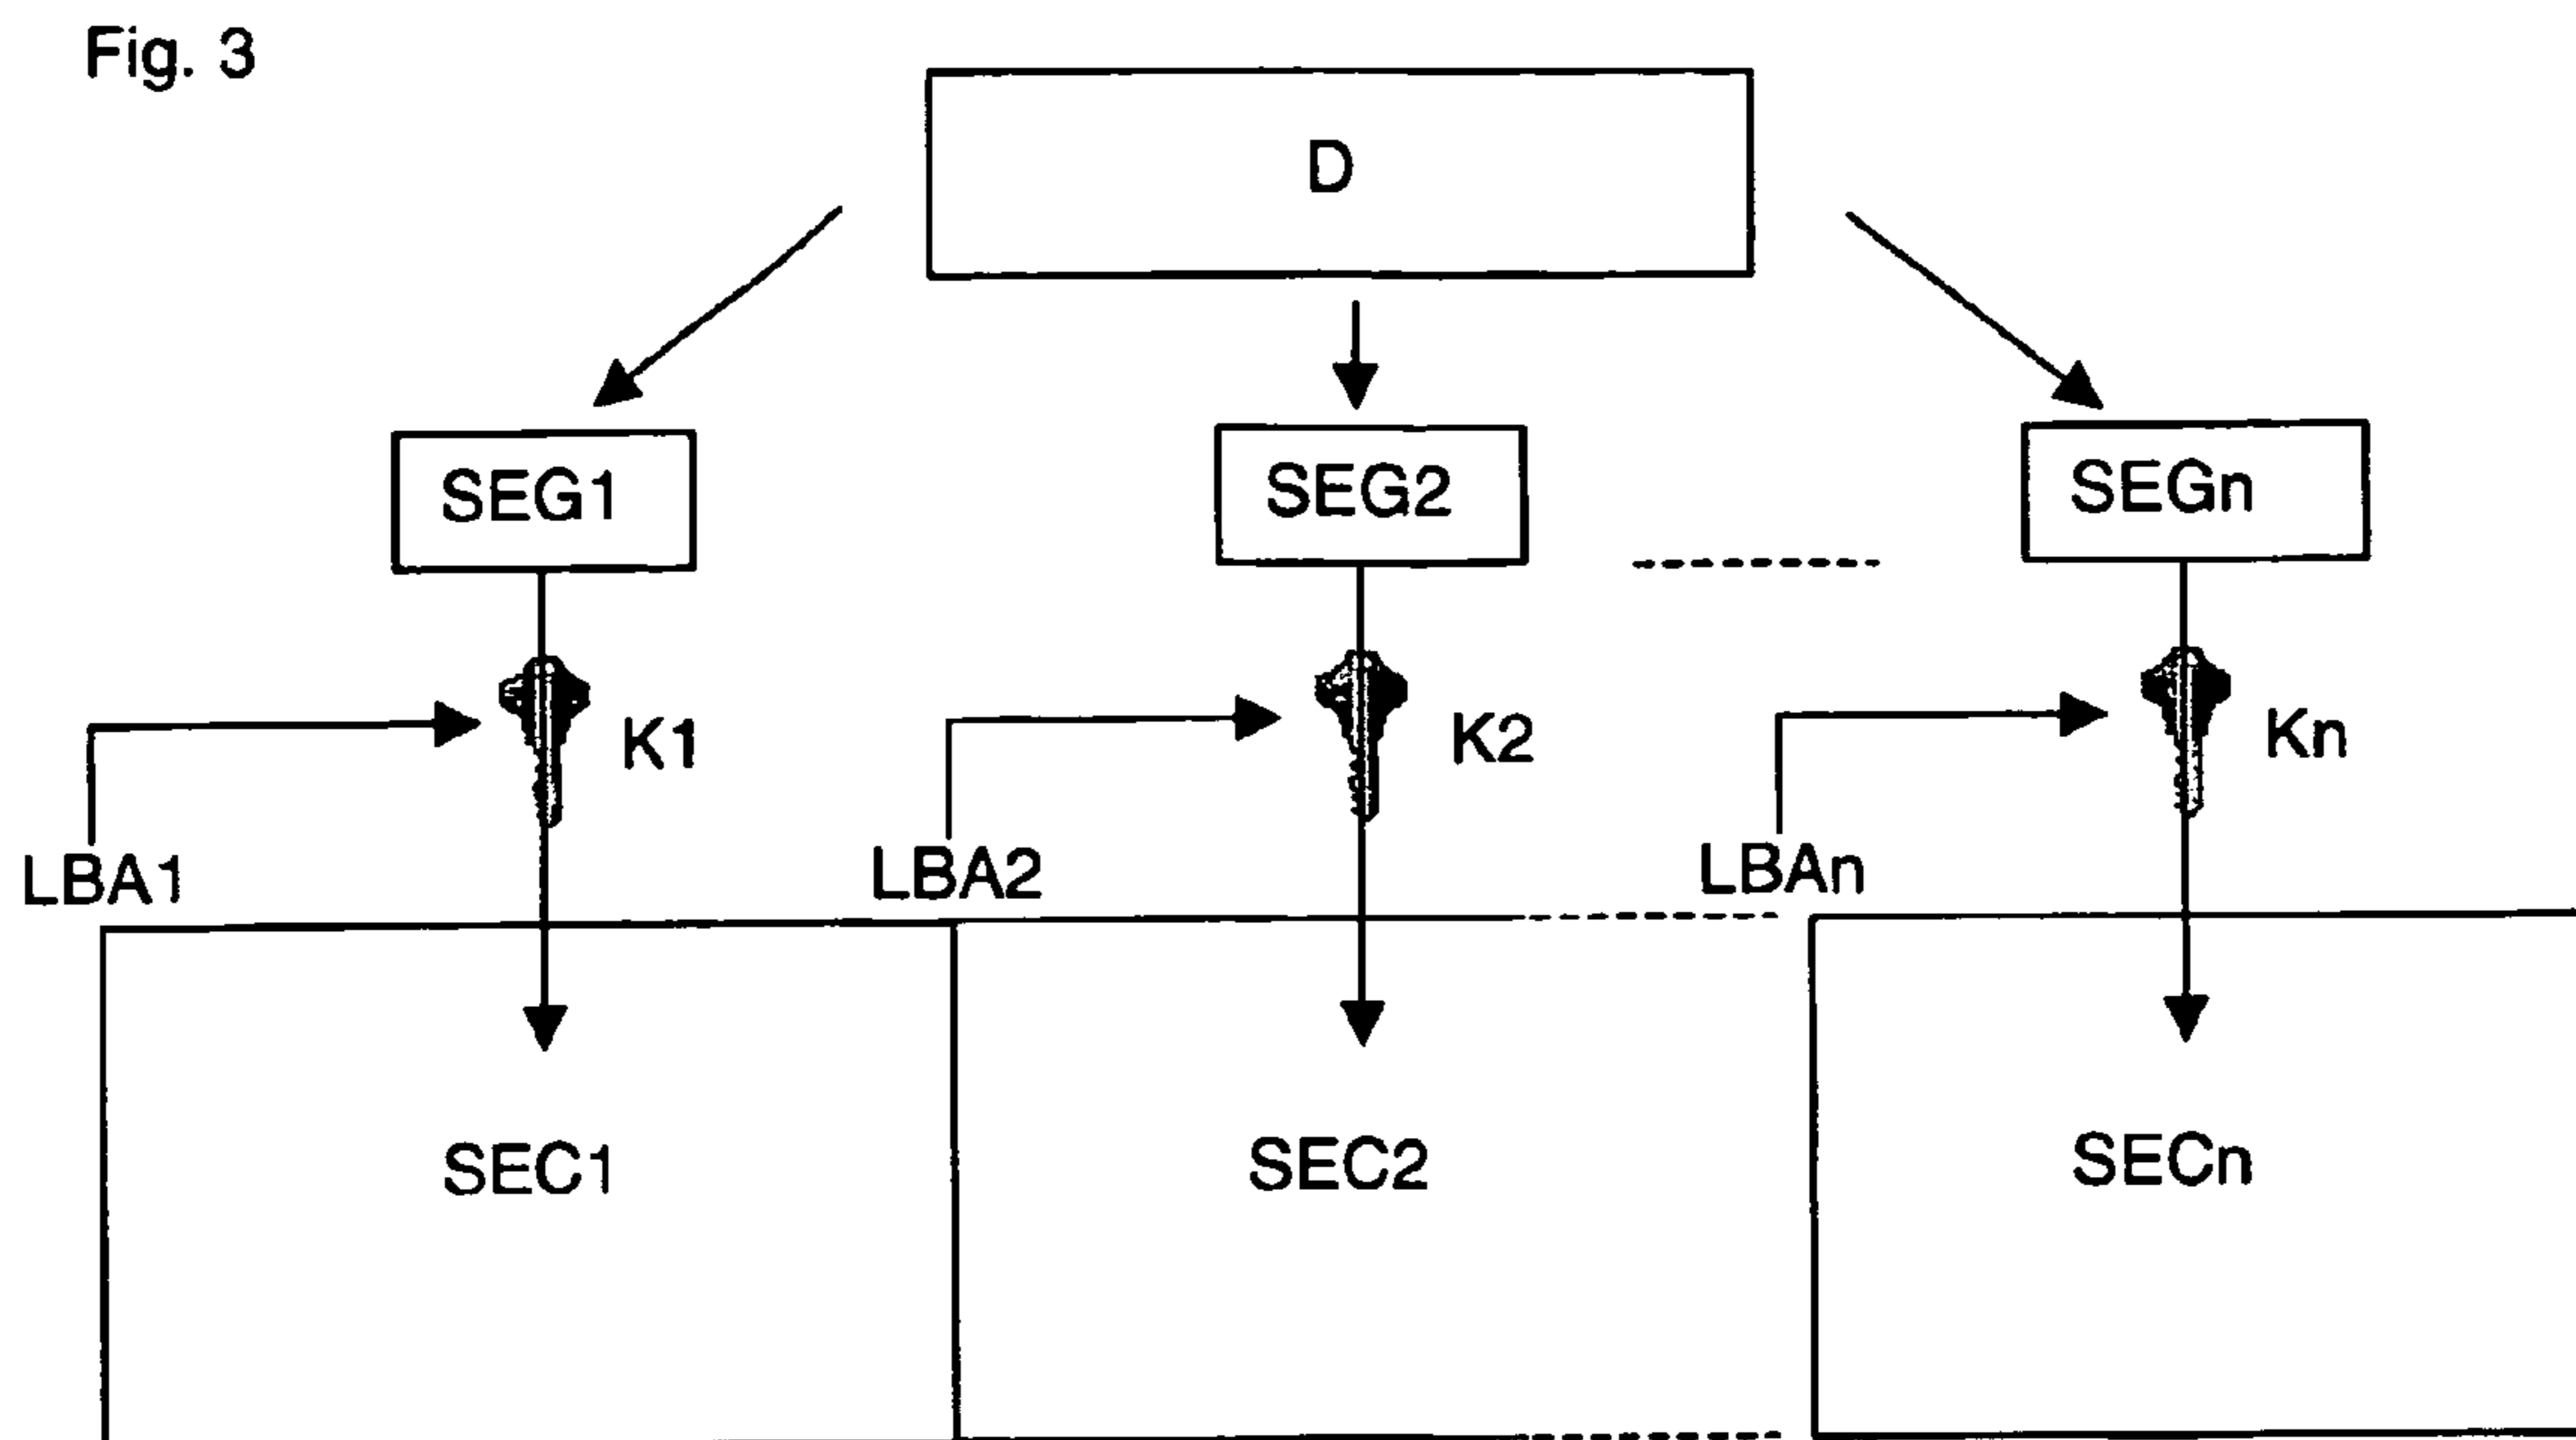 Fig. 3
D
SEG1
SEG2
SEGn
K1
K2
Kn
LBA1
LBA2
LBAn
SEC1
SEC2
SECn